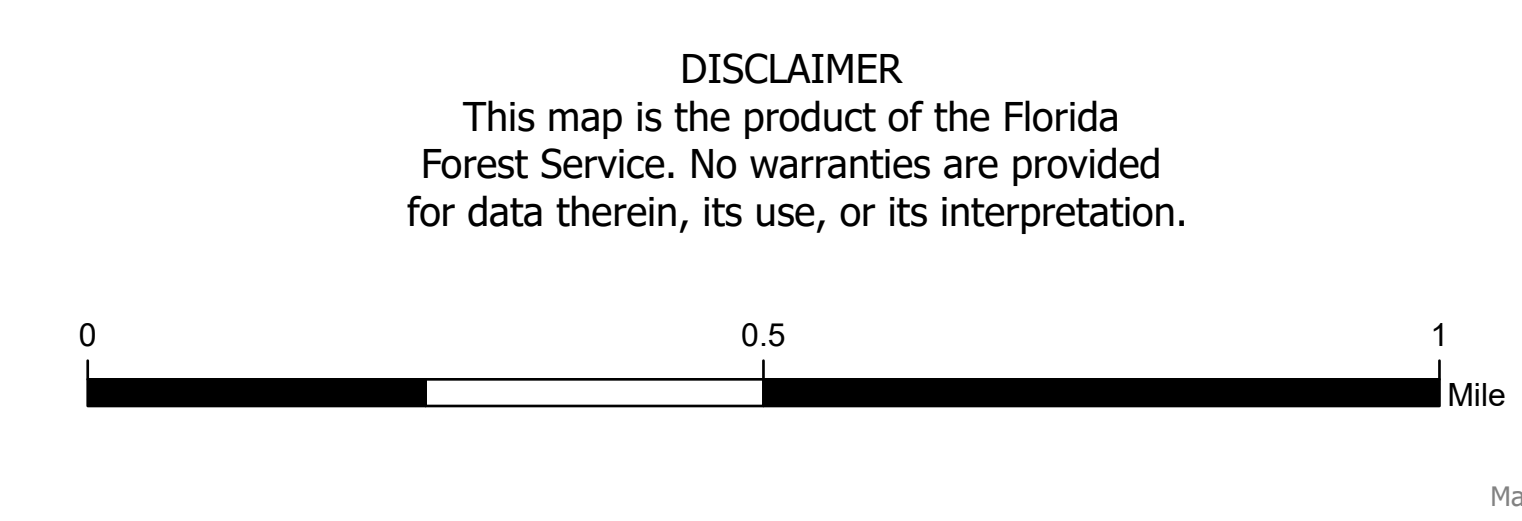 DISCLAIMER
This map is the product of the Florida
Forest Service. No warranties are provided
for data therein, its use, or its interpretation.
0 0.5 1
Mile
Ma